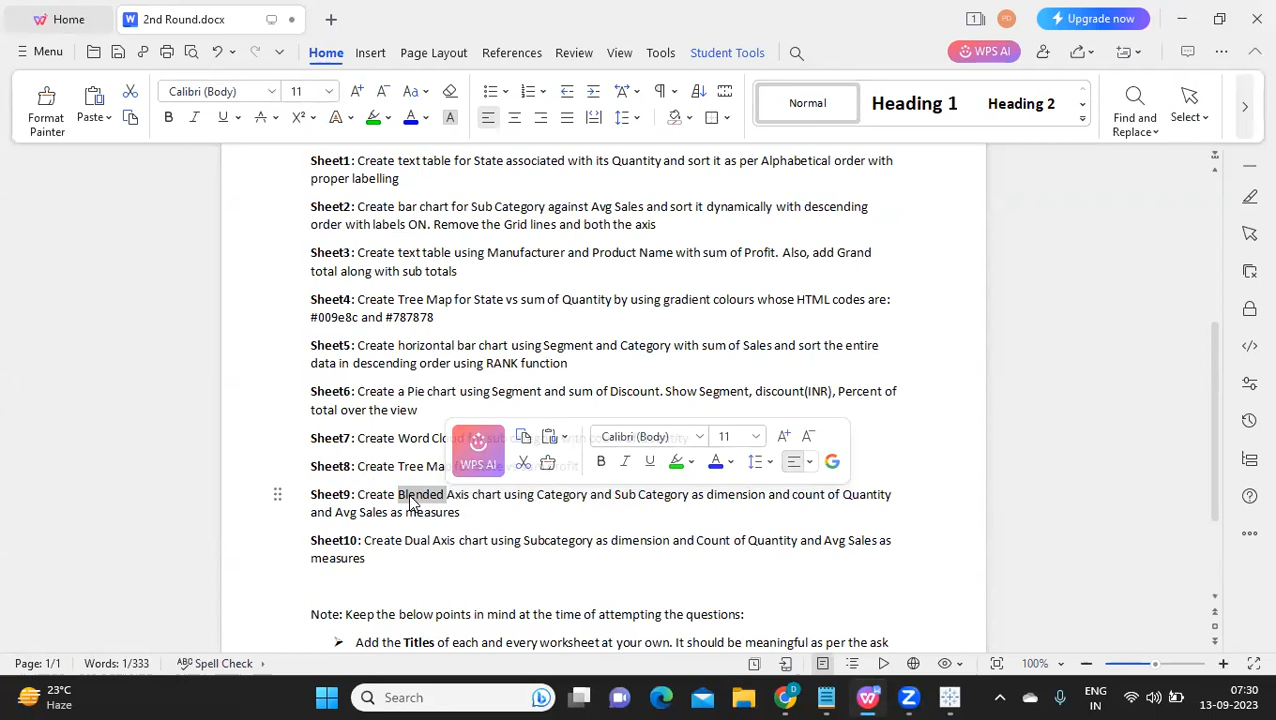 Home
2nd Round.docx
1
PD
Upgrade now
Menu
Home
Insert
Page Layout
References
Review
View
Tools
Student Tools
WPS AI
Format
Painter
Paste
Calibri (Body)
11
Normal
Heading 1
Heading 2
Find and
Replace
Select
Sheet1: Create text table for State associated with its Quantity and sort it as per Alphabetical order with
proper labelling
Sheet2: Create bar chart for Sub Category against Avg Sales and sort it dynamically with descending
order with labels ON. Remove the Grid lines and both the axis
Sheet3: Create text table using Manufacturer and Product Name with sum of Profit. Also, add Grand
total along with sub totals
Sheet4: Create Tree Map for State vs sum of Quantity by using gradient colours whose HTML codes are:
#009e8c and #787878
Sheet5: Create horizontal bar chart using Segment and Category with sum of Sales and sort the entire
data in descending order using RANK function
Sheet6: Create a Pie chart using Segment and sum of Discount. Show Segment, discount(INR), Percent of
total over the view
WPS AI
Calibri (Body)
11
Sheet7: Create Word
Sheet8: Create Tree Map
Sheet9: Create Blended Axis chart using Category and Sub Category as dimension and count of Quantity
and Avg Sales as measures
Sheet10: Create Dual Axis chart using Subcategory as dimension and Count of Quantity and Avg Sales as
measures
Note: Keep the below points in mind at the time of attempting the questions:
Add the Titles of each and every worksheet at your own. It should be meaningful as per the ask
Page: 1/1
Words: 1/333
Spell Check
100%
23°C
Haze
Search
ENG
IN
07:30
13-09-2023